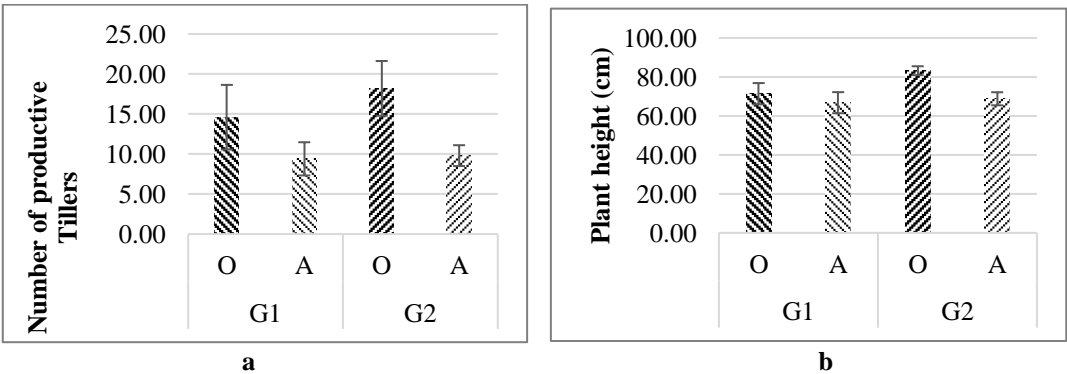 Number of productive
Tillers
25.00
20.00
15.00
10.00
5.00
0.00
O A O A
G1 G2
a
Plant height (cm)
100.00
80.00
60.00
40.00
20.00
0.00
O A O A
G1 G2
b